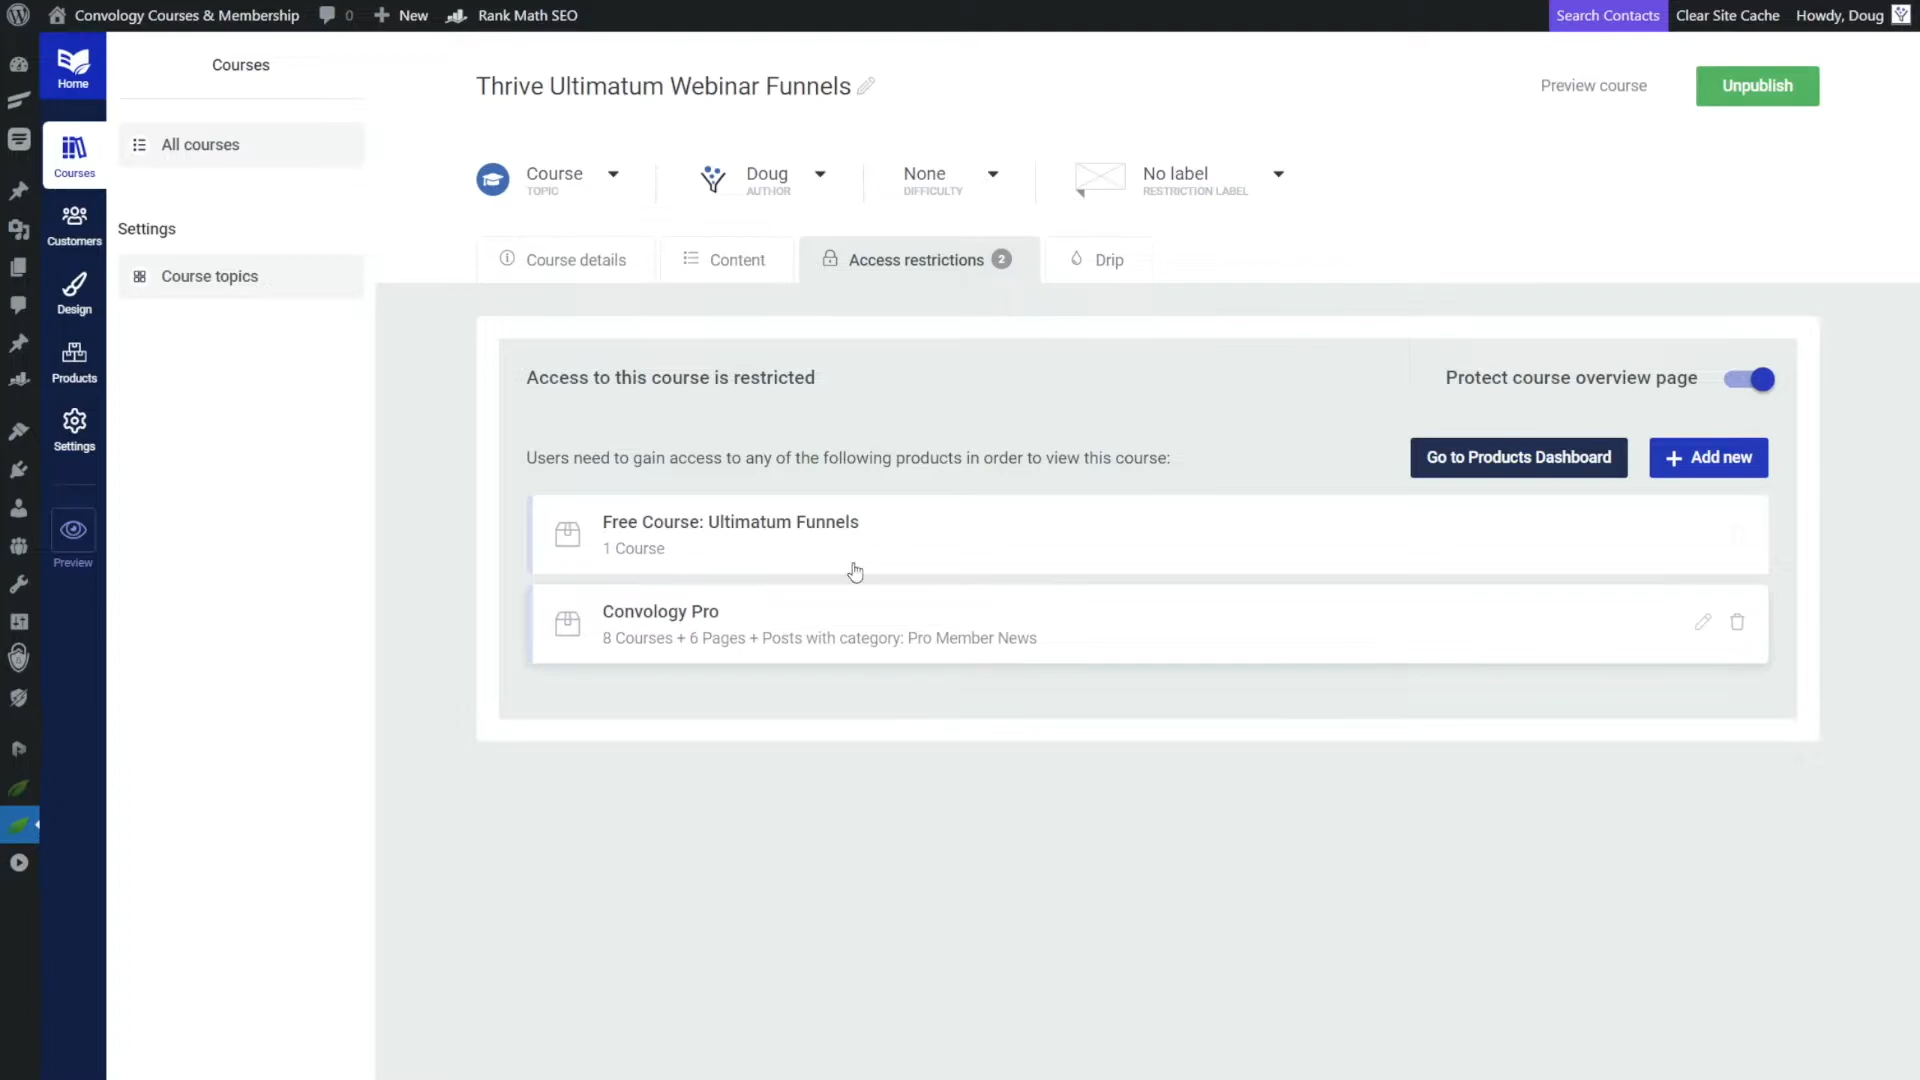 Convology Courses & Membership
0
New
Rank Math SEO
Search Contacts
Clear Site Cache
Howdy, Doug
Home
Courses
Customers
Design
Products
Settings
Preview
Courses
All courses
Settings
Course topics
Thrive Ultimatum Webinar Funnels
Preview course
Unpublish
Course
TOPIC
Doug
AUTHOR
None
DIFFICULTY
No label
RESTRICTION LABEL
Course details
Content
Access restrictions 2
Drip
Access to this course is restricted
Protect course overview page
Users need to gain access to any of the following products in order to view this course:
Go to Products Dashboard
+ Add new
Free Course: Ultimatum Funnels
1 Course
Convology Pro
8 Courses + 6 Pages + Posts with category: Pro Member News